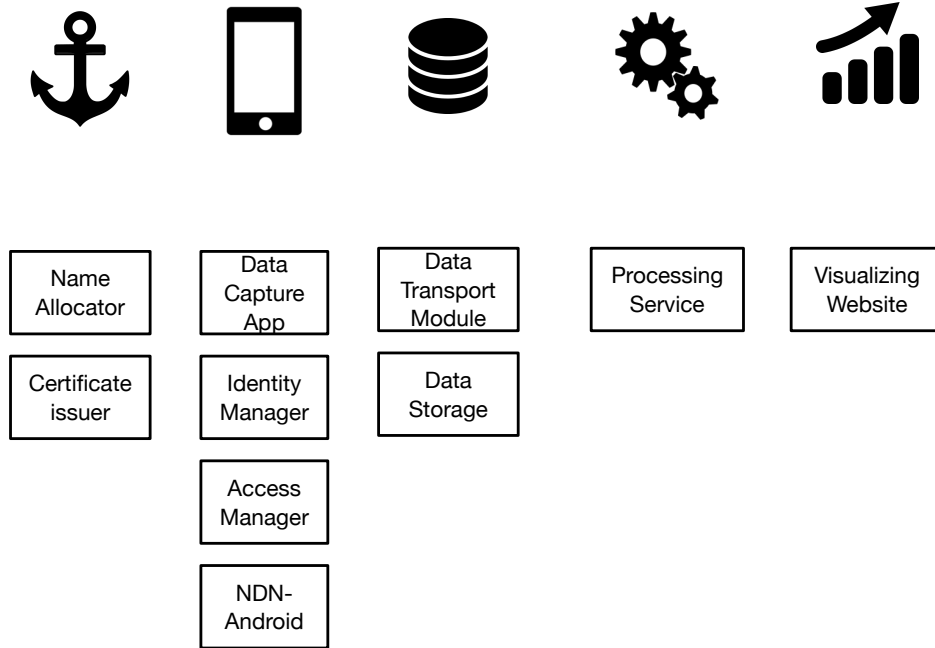 Name
Allocator
Certificate
issuer
Data
Capture
App
Identity
Manager
Access
Manager
NDN-
Android
Data
Transport
Module
Data
Storage
Processing
Service
Visualizing
Website